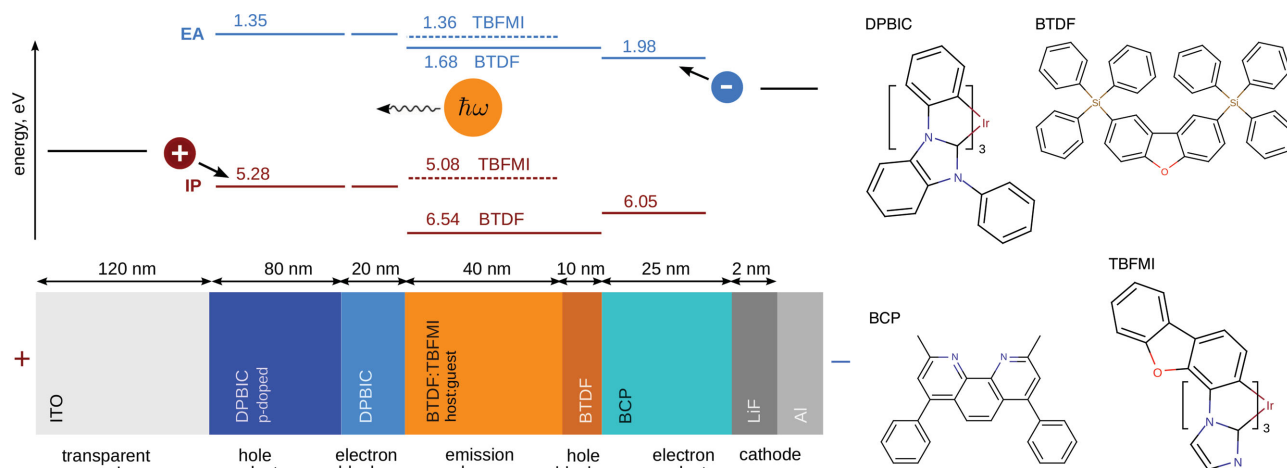 EA
1.35
1.36 TBFMI
1.68 BTDF
1.98
ħω
energy, eV
+
−
IP
5.28
5.08 TBFMI
6.54 BTDF
6.05
120 nm
80 nm
20 nm
40 nm
10 nm
25 nm
2 nm
+
ITO
DPBIC
p-doped
DPBIC
BTDF:TBFMI
host:guest
BTDF
BCP
LiF
Al
−
transparent
hole
electron
emission
hole
electron
cathode
DPBIC
N
N
Ir
3
BTDF
Si
Si
O
BCP
N
N
TBFMI
O
N
N
Ir
3